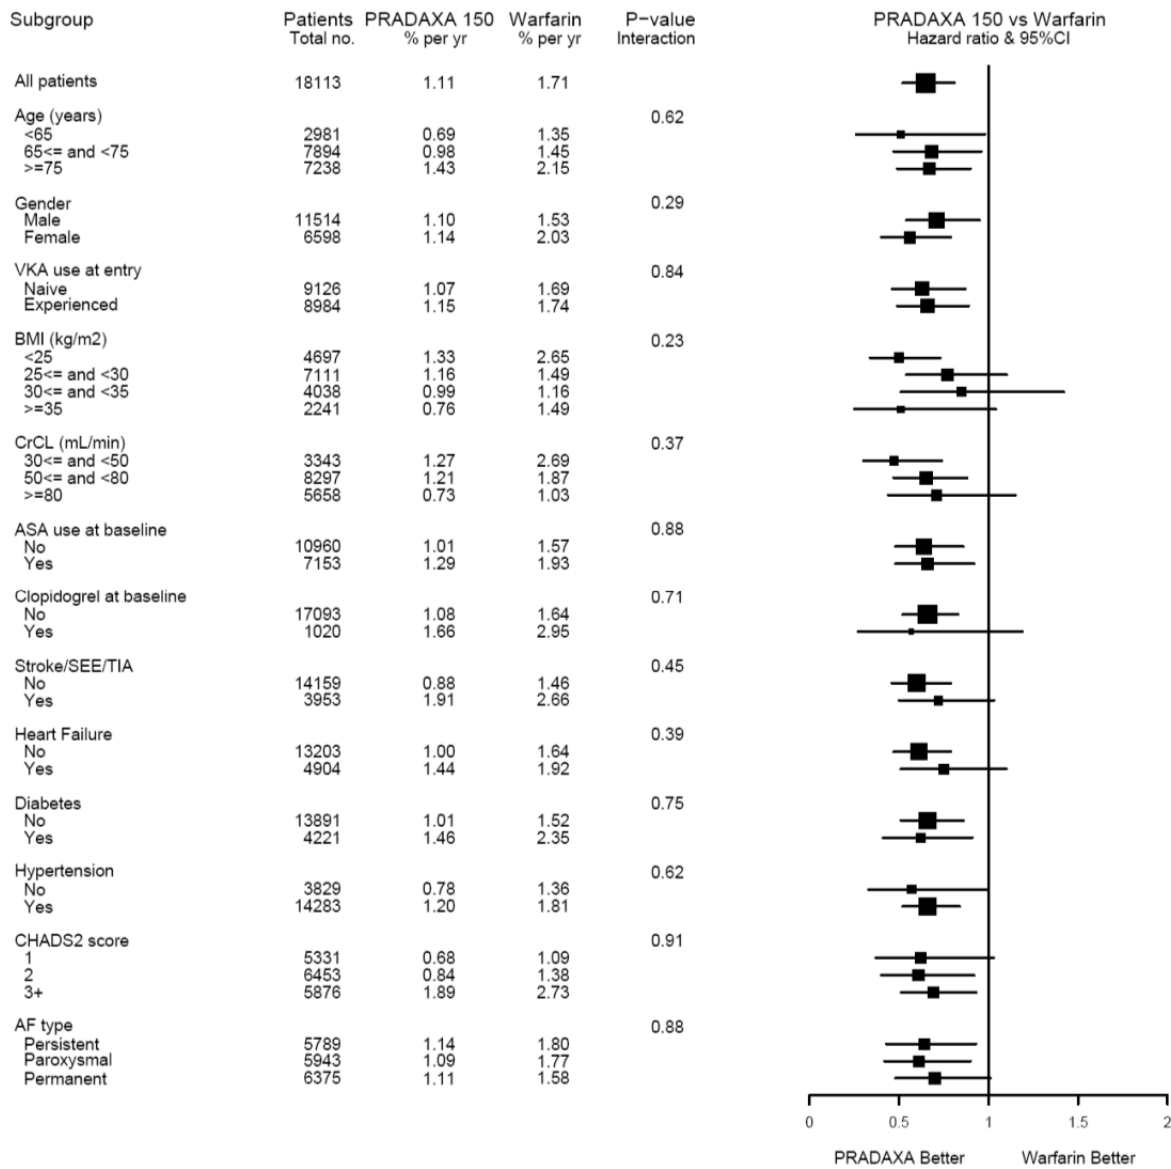 Subgroup Patients PRADAXA 150 Warfarin P−value PRADAXA 150 vs Warfarin
Total no. % per yr % per yr Interaction Hazard ratio & 95%CI
All patients 18113 1.11 1.71
Age (years) 0.62
<65 2981 0.69 1.35
65<= and <75 7894 0.98 1.45
>=75 7238 1.43 2.15
Gender 0.29
Male 11514 1.10 1.53
Female 6598 1.14 2.03
VKA use at entry 0.84
Naive 9126 1.07 1.69
Experienced 8984 1.15 1.74
BMI (kg/m2) 0.23
<25 4697 1.33 2.65
25<= and <30 7111 1.16 1.49
30<= and <35 4038 0.99 1.16
>=35 2241 0.76 1.49
CrCL (mL/min) 0.37
30<= and <50 3343 1.27 2.69
50<= and <80 8297 1.21 1.87
>=80 5658 0.73 1.03
ASA use at baseline 0.88
No 10960 1.01 1.57
Yes 7153 1.29 1.93
Clopidogrel at baseline 0.71
No 17093 1.08 1.64
Yes 1020 1.66 2.95
Stroke/SEE/TIA 0.45
No 14159 0.88 1.46
Yes 3953 1.91 2.66
Heart Failure 0.39
No 13203 1.00 1.64
Yes 4904 1.44 1.92
Diabetes 0.75
No 13891 1.01 1.52
Yes 4221 1.46 2.35
Hypertension 0.62
No 3829 0.78 1.36
Yes 14283 1.20 1.81
CHADS2 score 0.91
1 5331 0.68 1.09
2 6453 0.84 1.38
3+ 5876 1.89 2.73
AF type 0.88
Persistent 5789 1.14 1.80
Paroxysmal 5943 1.09 1.77
Permanent 6375 1.11 1.58
0 0.5 1 1.5 2
PRADAXA Better Warfarin Better